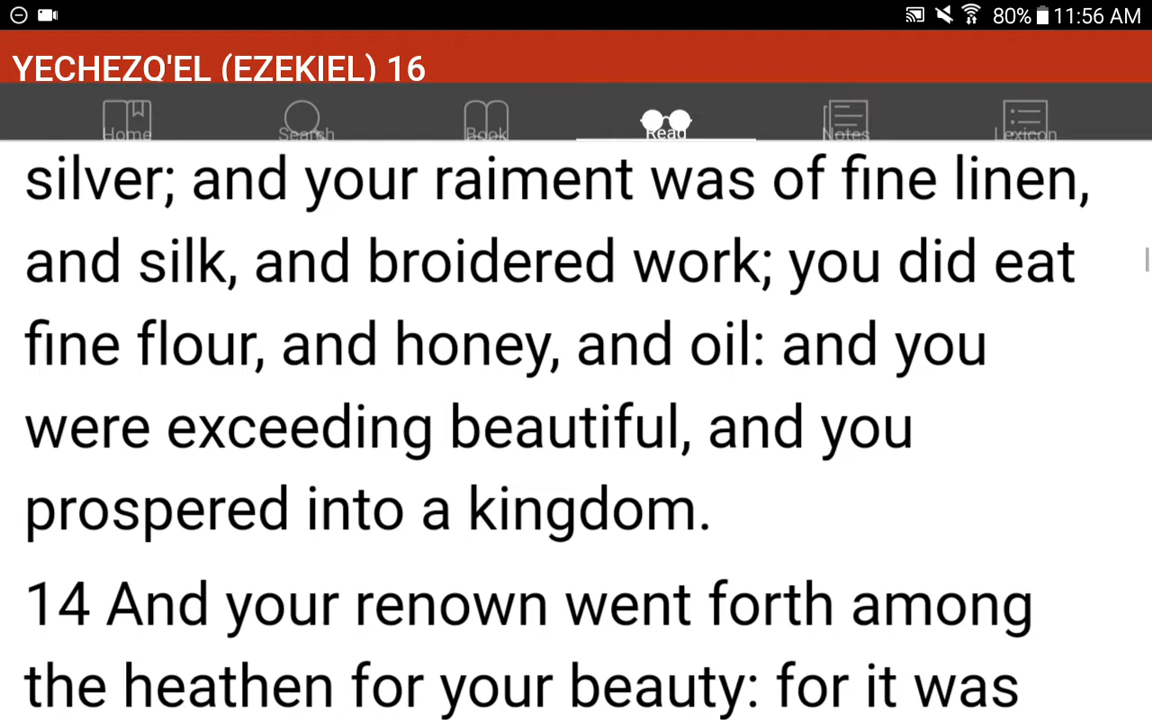 80% 11:56 AM
YECHEZQ'EL (EZEKIEL) 16
Home Search Book Read Notes Lexicon
silver; and your raiment was of fine linen,
and silk, and broidered work; you did eat
fine flour, and honey, and oil: and you
were exceeding beautiful, and you
prospered into a kingdom.
14 And your renown went forth among
the heathen for your beauty: for it was